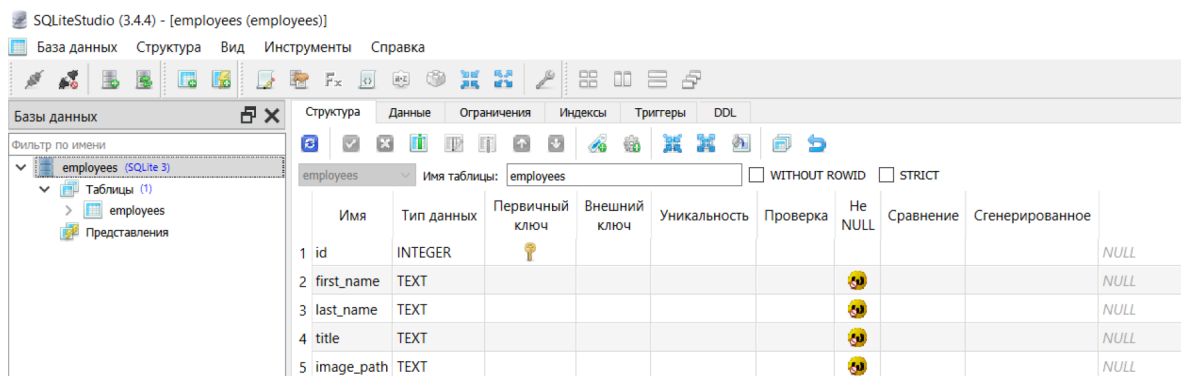 SQLiteStudio (3.4.4) - [employees (employees)]
База данных Структура Вид Инструменты Справка
Базы данных
Фильтр по имени
employees (SQLite 3)
Таблицы (1)
employees
Представления
Структура Данные Ограничения Индексы Триггеры DDL
employees Имя таблицы: employees WITHOUT ROWID STRICT
Имя Тип данных Первичный ключ Внешний ключ Уникальность Проверка Не NULL Сравнение Сгенерированное
1 id INTEGER NULL
2 first_name TEXT NULL
3 last_name TEXT NULL
4 title TEXT NULL
5 image_path TEXT NULL